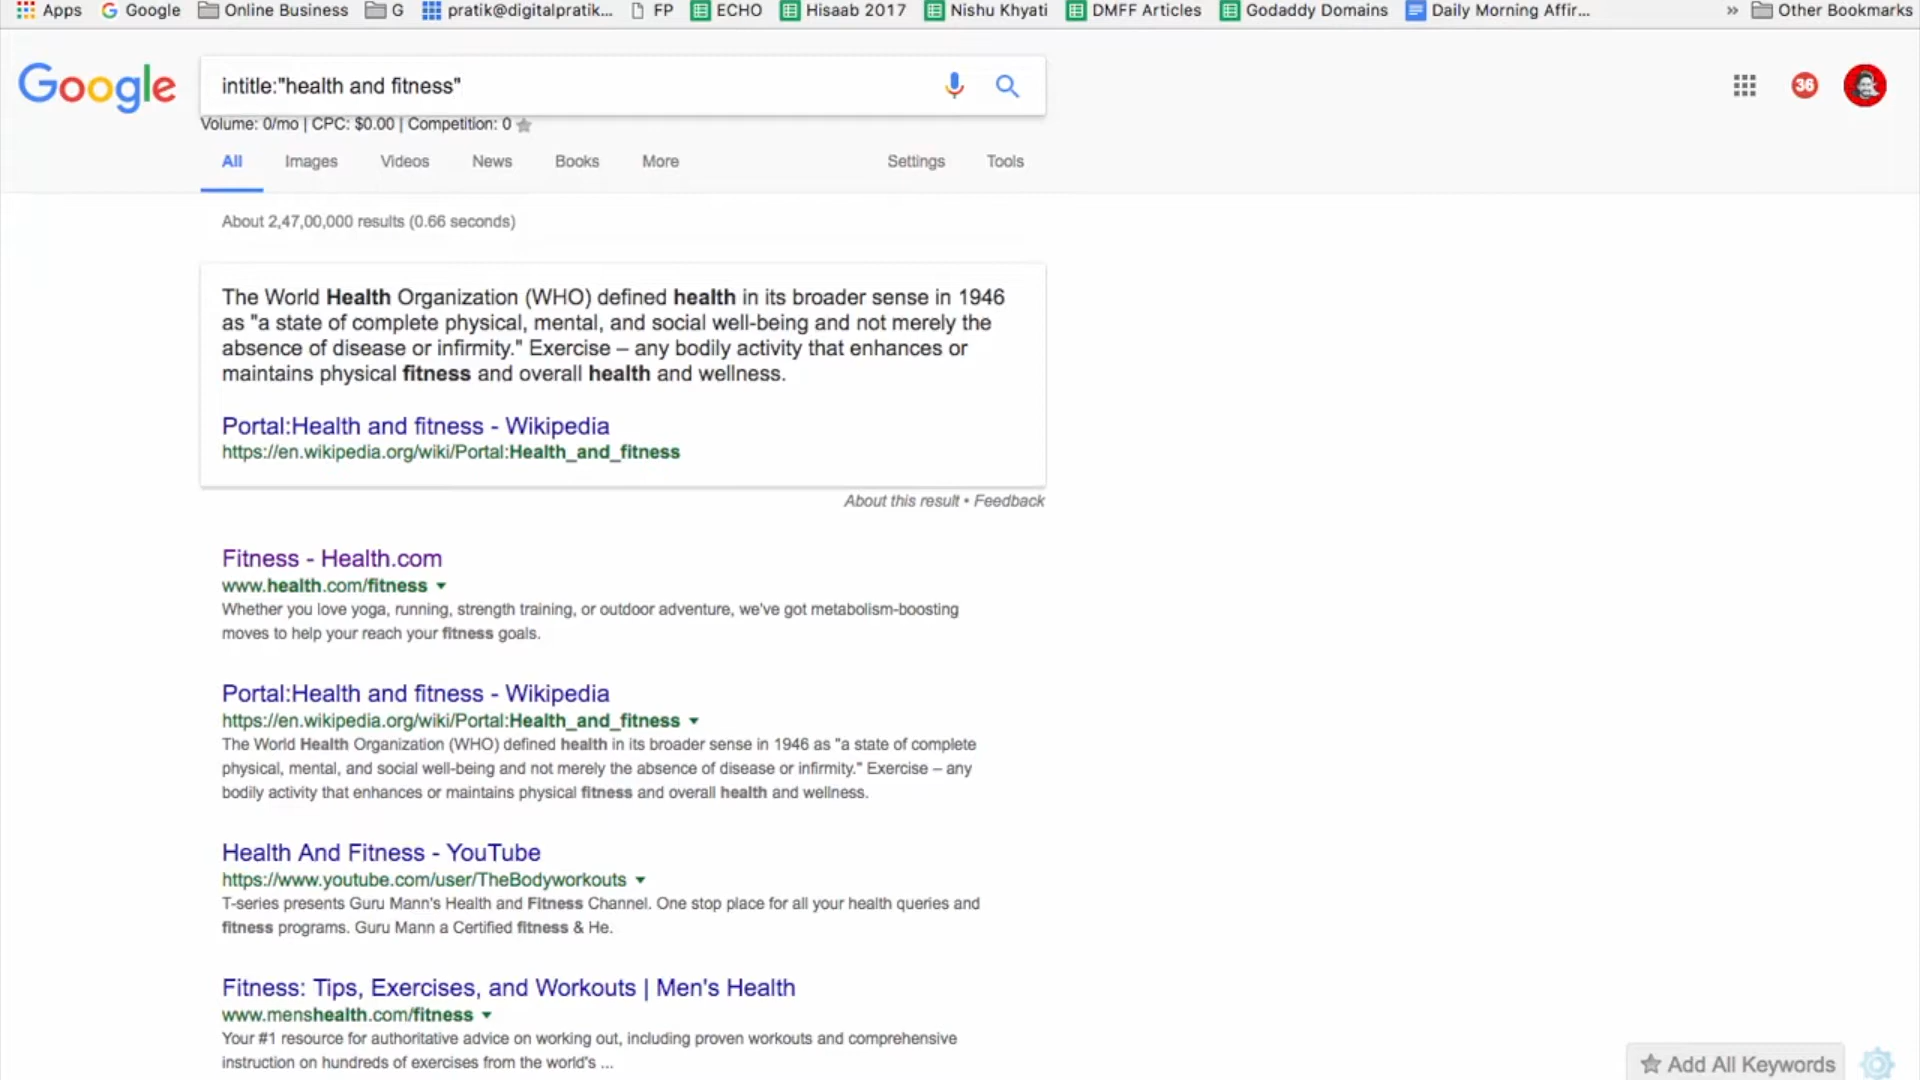 Apps Google Online Business G pratik@digitalpratik... FP ECHO Hisaab 2017 Nishu Khyati DMFF Articles Godaddy Domains Daily Morning Affir... » Other Bookmarks
Google intitle:"health and fitness" 36
Volume: 0/mo | CPC: $0.00 | Competition: 0
All Images Videos News Books More Settings Tools
About 2,47,00,000 results (0.66 seconds)
The World Health Organization (WHO) defined health in its broader sense in 1946
as "a state of complete physical, mental, and social well-being and not merely the
absence of disease or infirmity." Exercise – any bodily activity that enhances or
maintains physical fitness and overall health and wellness.
Portal:Health and fitness - Wikipedia
https://en.wikipedia.org/wiki/Portal:Health_and_fitness
About this result • Feedback
Fitness - Health.com
www.health.com/fitness
Whether you love yoga, running, strength training, or outdoor adventure, we've got metabolism-boosting
moves to help your reach your fitness goals.
Portal:Health and fitness - Wikipedia
https://en.wikipedia.org/wiki/Portal:Health_and_fitness
The World Health Organization (WHO) defined health in its broader sense in 1946 as "a state of complete
physical, mental, and social well-being and not merely the absence of disease or infirmity." Exercise – any
bodily activity that enhances or maintains physical fitness and overall health and wellness.
Health And Fitness - YouTube
https://www.youtube.com/user/TheBodyworkouts
T-series presents Guru Mann's Health and Fitness Channel. One stop place for all your health queries and
fitness programs. Guru Mann a Certified fitness & He.
Fitness: Tips, Exercises, and Workouts | Men's Health
www.menshealth.com/fitness
Your #1 resource for authoritative advice on working out, including proven workouts and comprehensive
instruction on hundreds of exercises from the world's ...
Add All Keywords